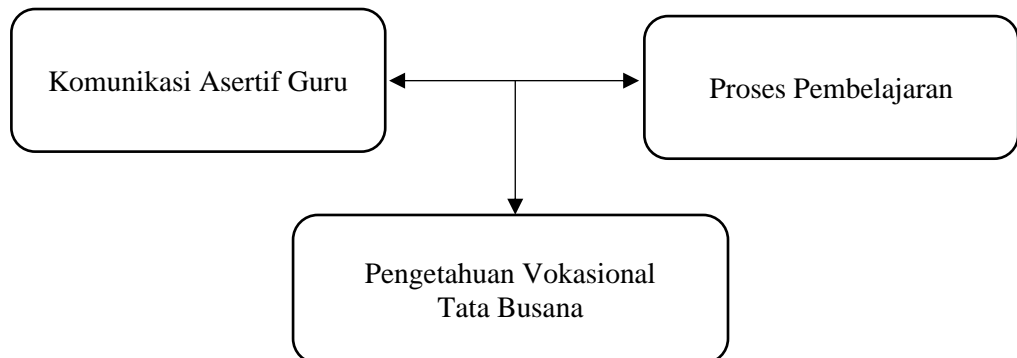 Komunikasi Asertif Guru
Proses Pembelajaran
Pengetahuan Vokasional
Tata Busana